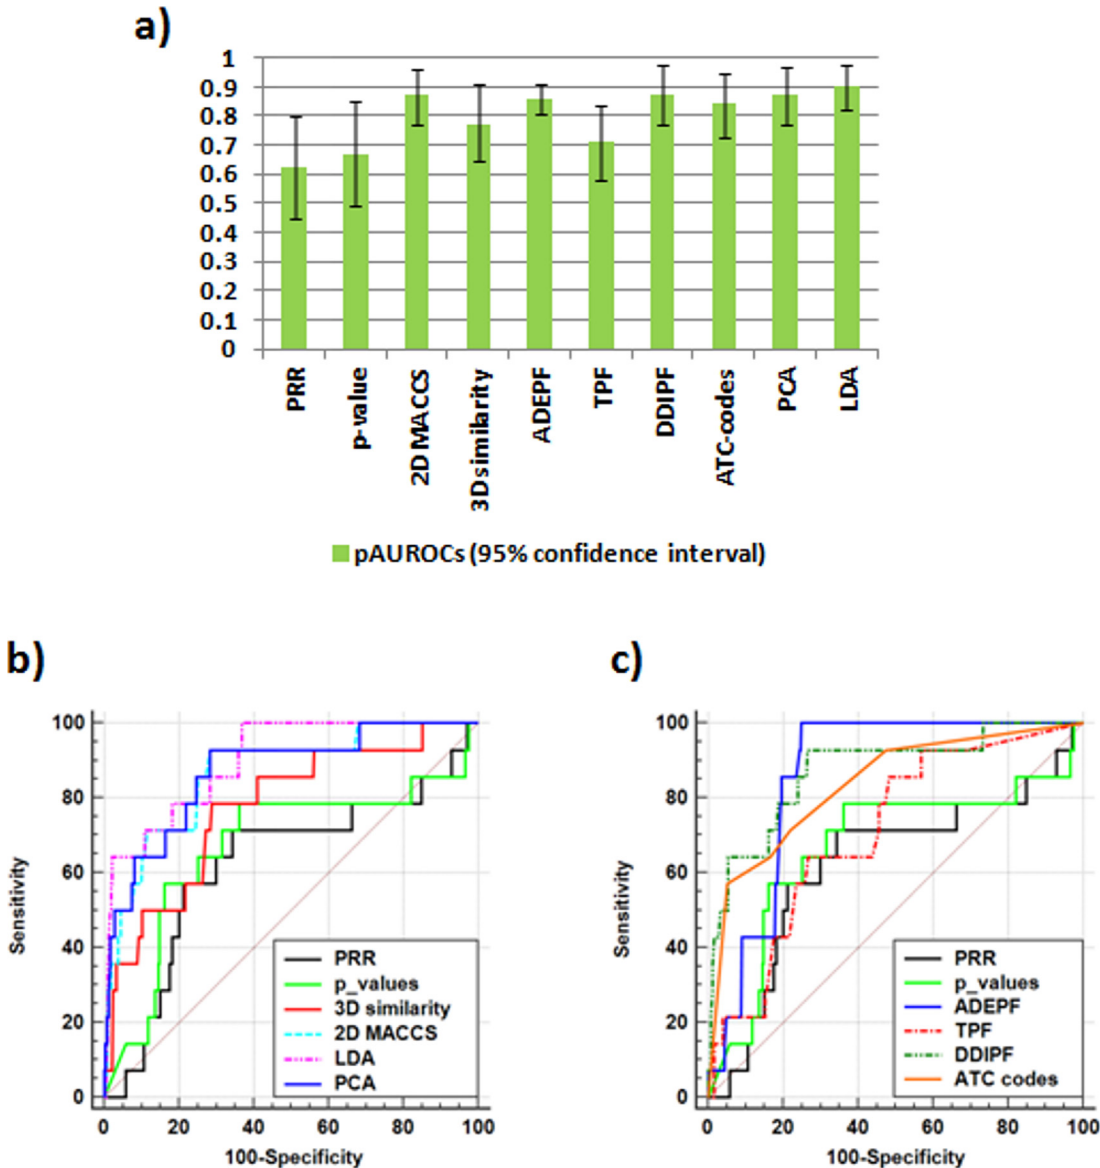 a)
1
0.9
0.8
0.7
0.6
0.5
0.4
0.3
0.2
0.1
0
PRR
p-value
2D MACCS
3D similarity
ADEPF
TPF
DDIPF
ATC-codes
PCA
LDA
pAUROCs (95% confidence interval)
b)
Sensitivity
100
80
60
40
20
0
0 20 40 60 80 100
100-Specificity
PRR
p_values
3D similarity
2D MACCS
LDA
PCA
c)
Sensitivity
100
80
60
40
20
0
0 20 40 60 80 100
100-Specificity
PRR
p_values
ADEPF
TPF
DDIPF
ATC codes